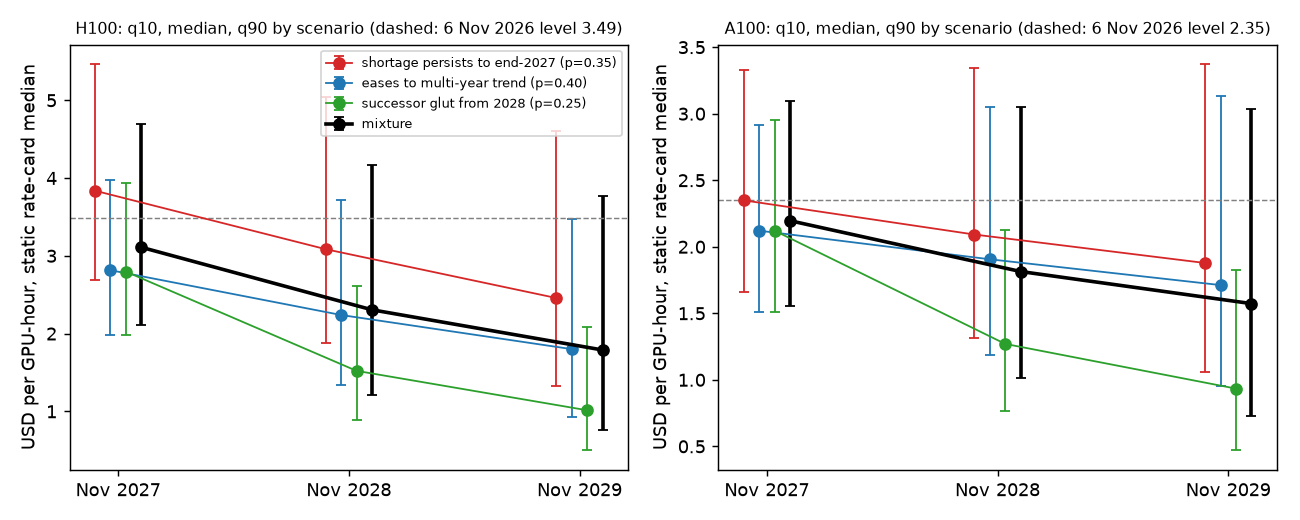 H100: q10, median, q90 by scenario (dashed: 6 Nov 2026 level 3.49)
USD per GPU-hour, static rate-card median
5
4
3
2
1
shortage persists to end-2027 (p=0.35)
eases to multi-year trend (p=0.40)
successor glut from 2028 (p=0.25)
mixture
Nov 2027
Nov 2028
Nov 2029
A100: q10, median, q90 by scenario (dashed: 6 Nov 2026 level 2.35)
USD per GPU-hour, static rate-card median
3.5
3.0
2.5
2.0
1.5
1.0
0.5
Nov 2027
Nov 2028
Nov 2029